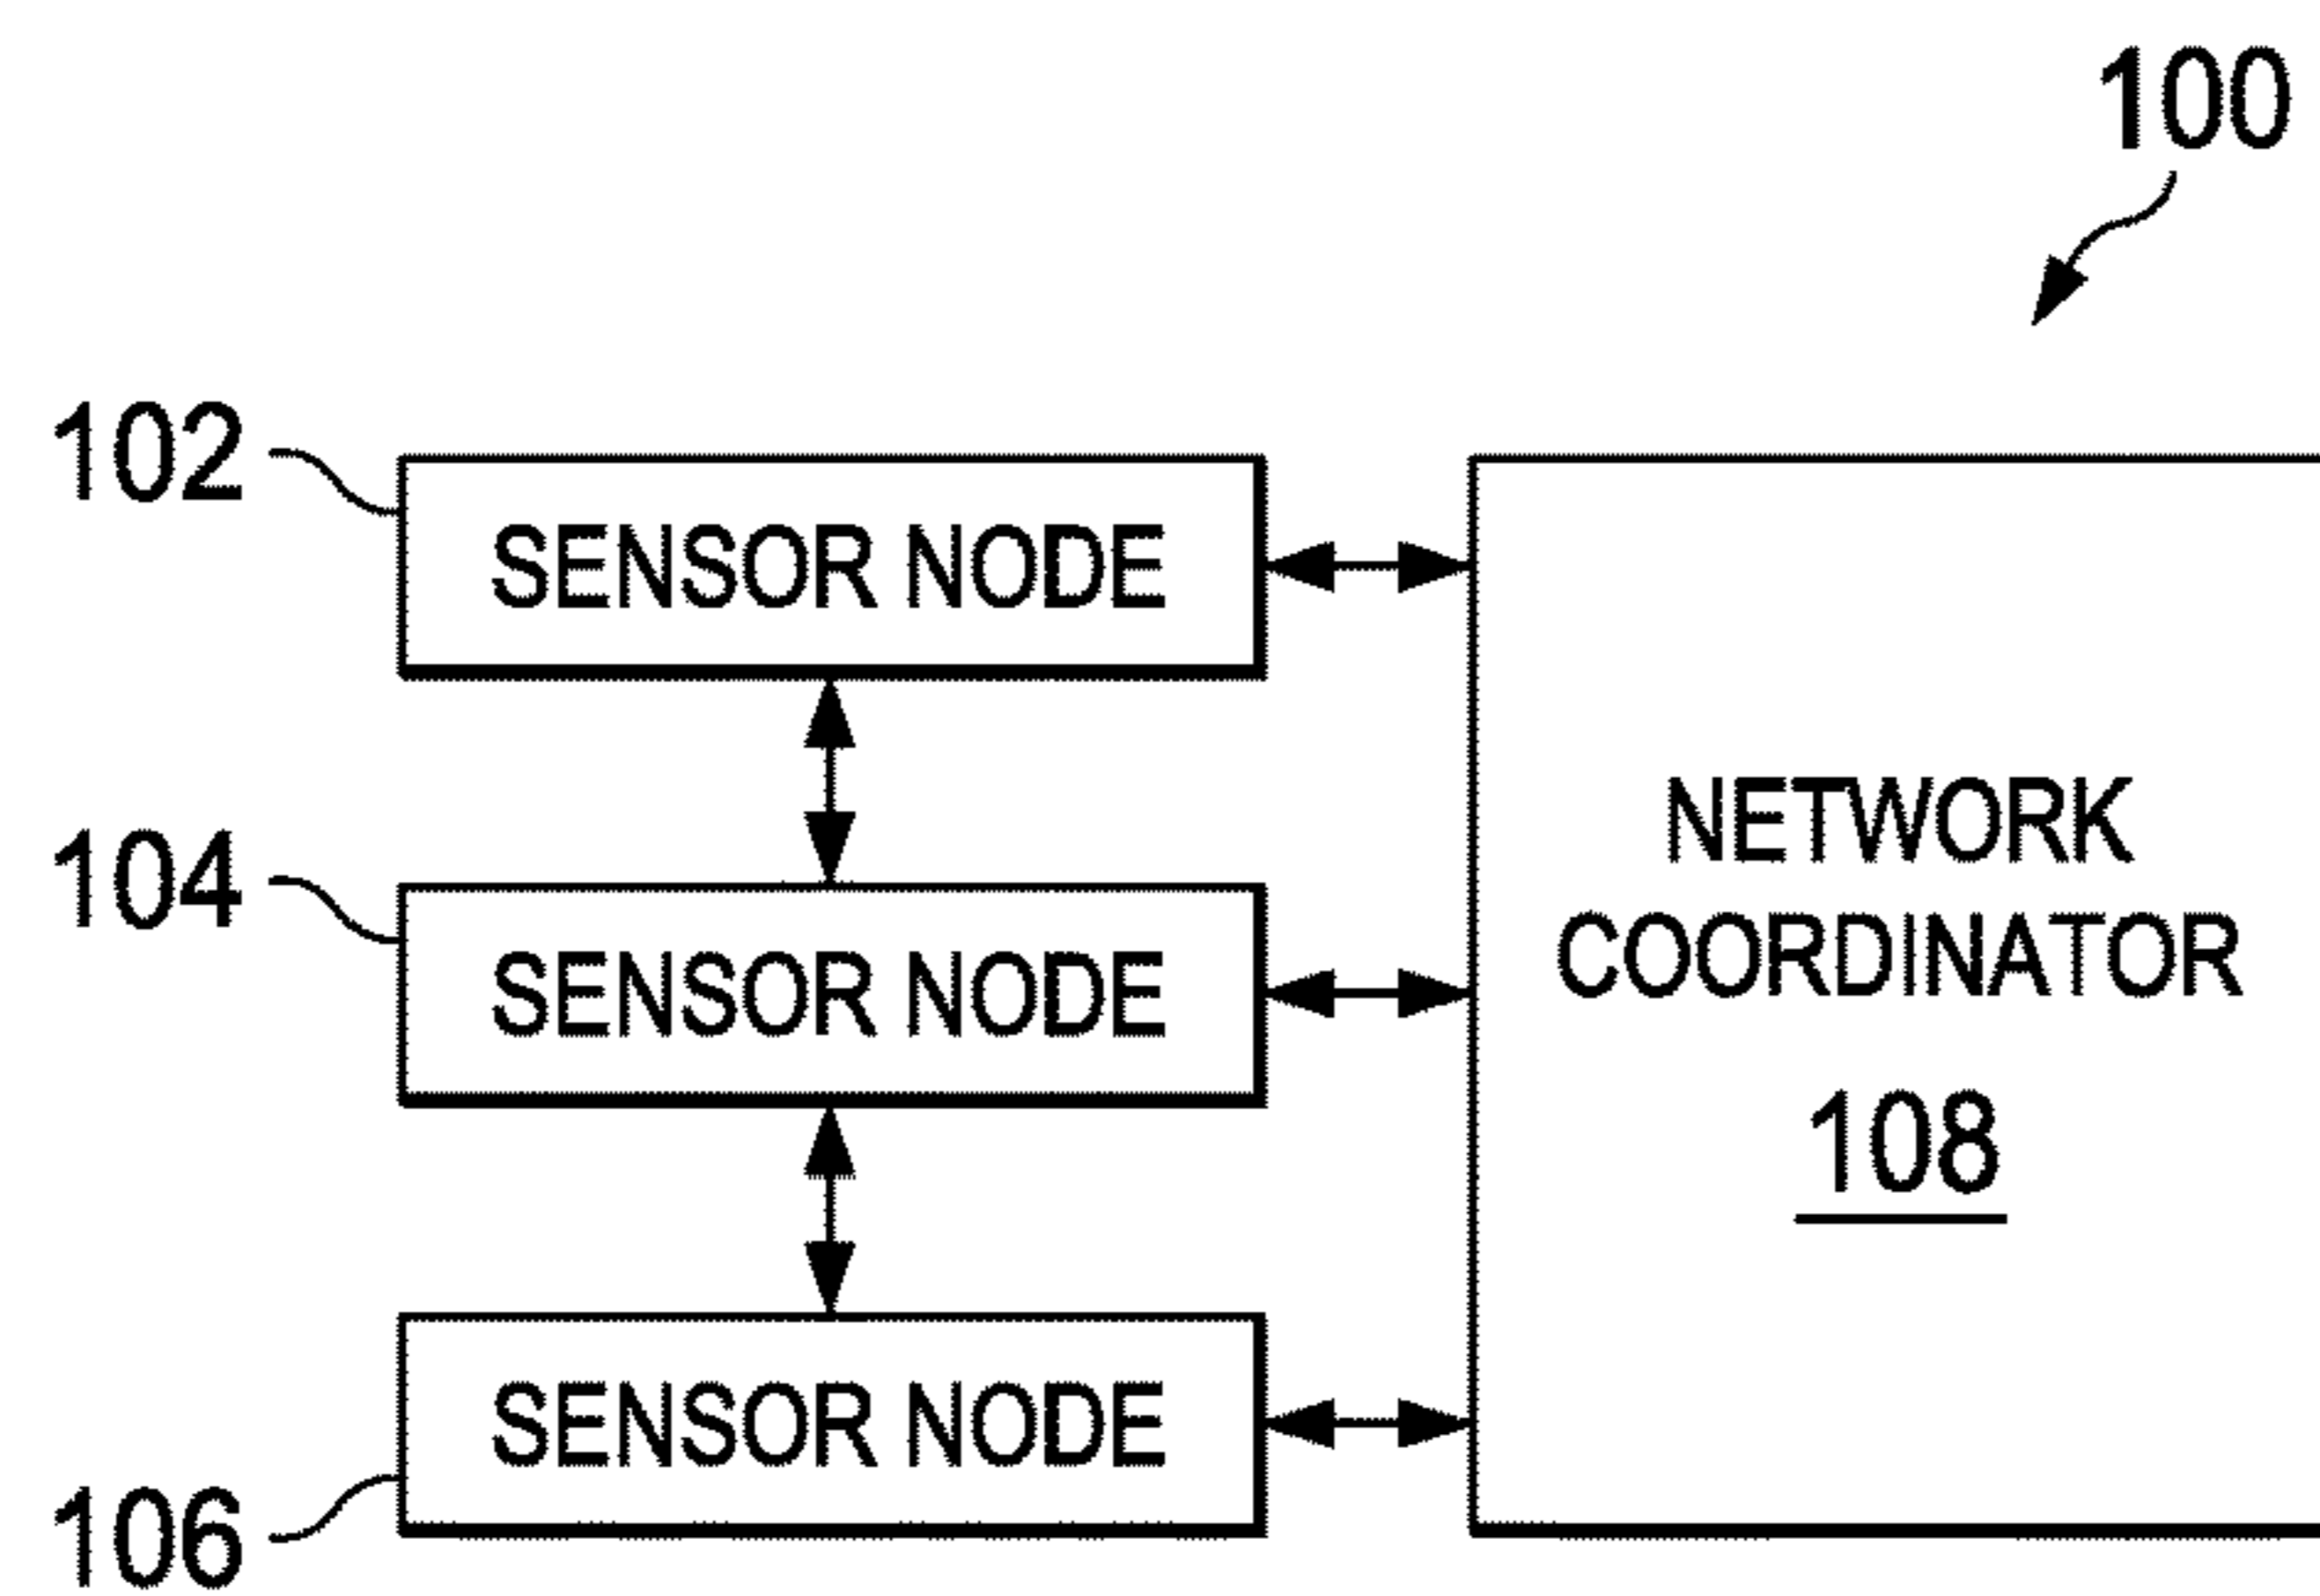 100
102
SENSOR NODE
104
SENSOR NODE
NETWORK
COORDINATOR
108
106
SENSOR NODE